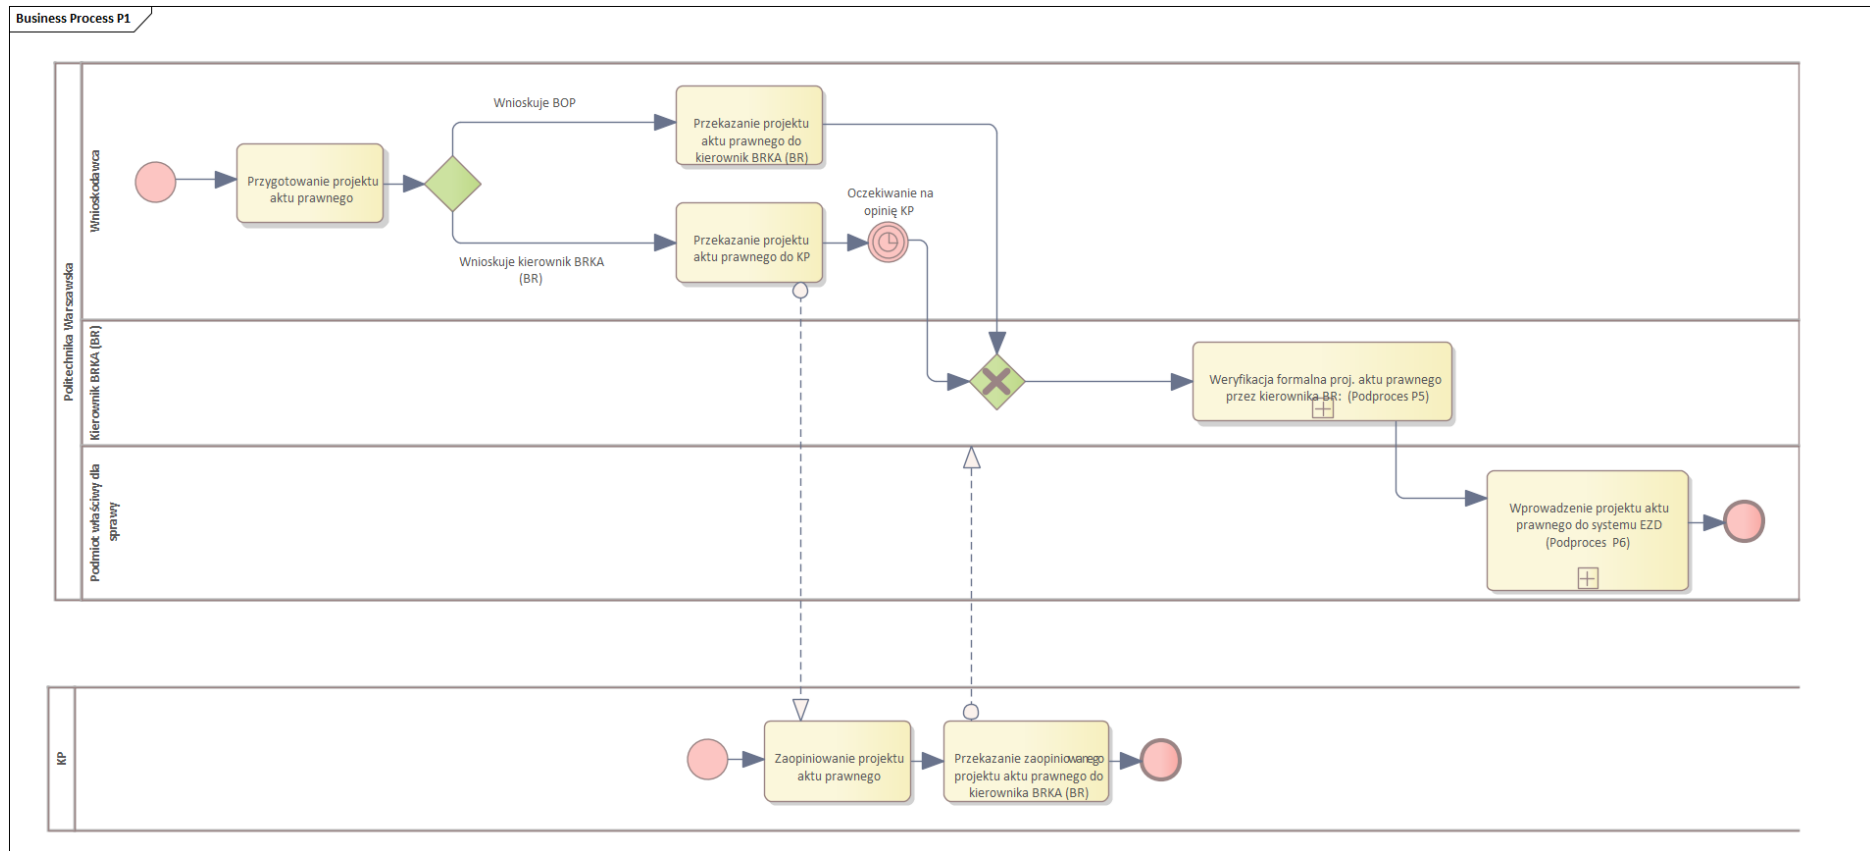 Business Process P1
Politechnika Warszawska
Wnioskodawca
Przygotowanie projektu
aktu prawnego
Wnioskuje BOP
Wnioskuje kierownik BRKA
(BR)
Przekazanie projektu
aktu prawnego do
kierownik BRKA (BR)
Przekazanie projektu
aktu prawnego do KP
Oczekiwanie na
opinię KP
Kierownik BRKA (BR)
Weryfikacja formalna proj. aktu prawnego
przez kierownika BR: (Podproces P5)
Podmiot właściwy dla
sprawy
Wprowadzenie projektu aktu
prawnego do systemu EZD
(Podproces P6)
KP
Zaopiniowanie projektu
aktu prawnego
Przekazanie zaopiniowanego
projektu aktu prawnego do
kierownika BRKA (BR)